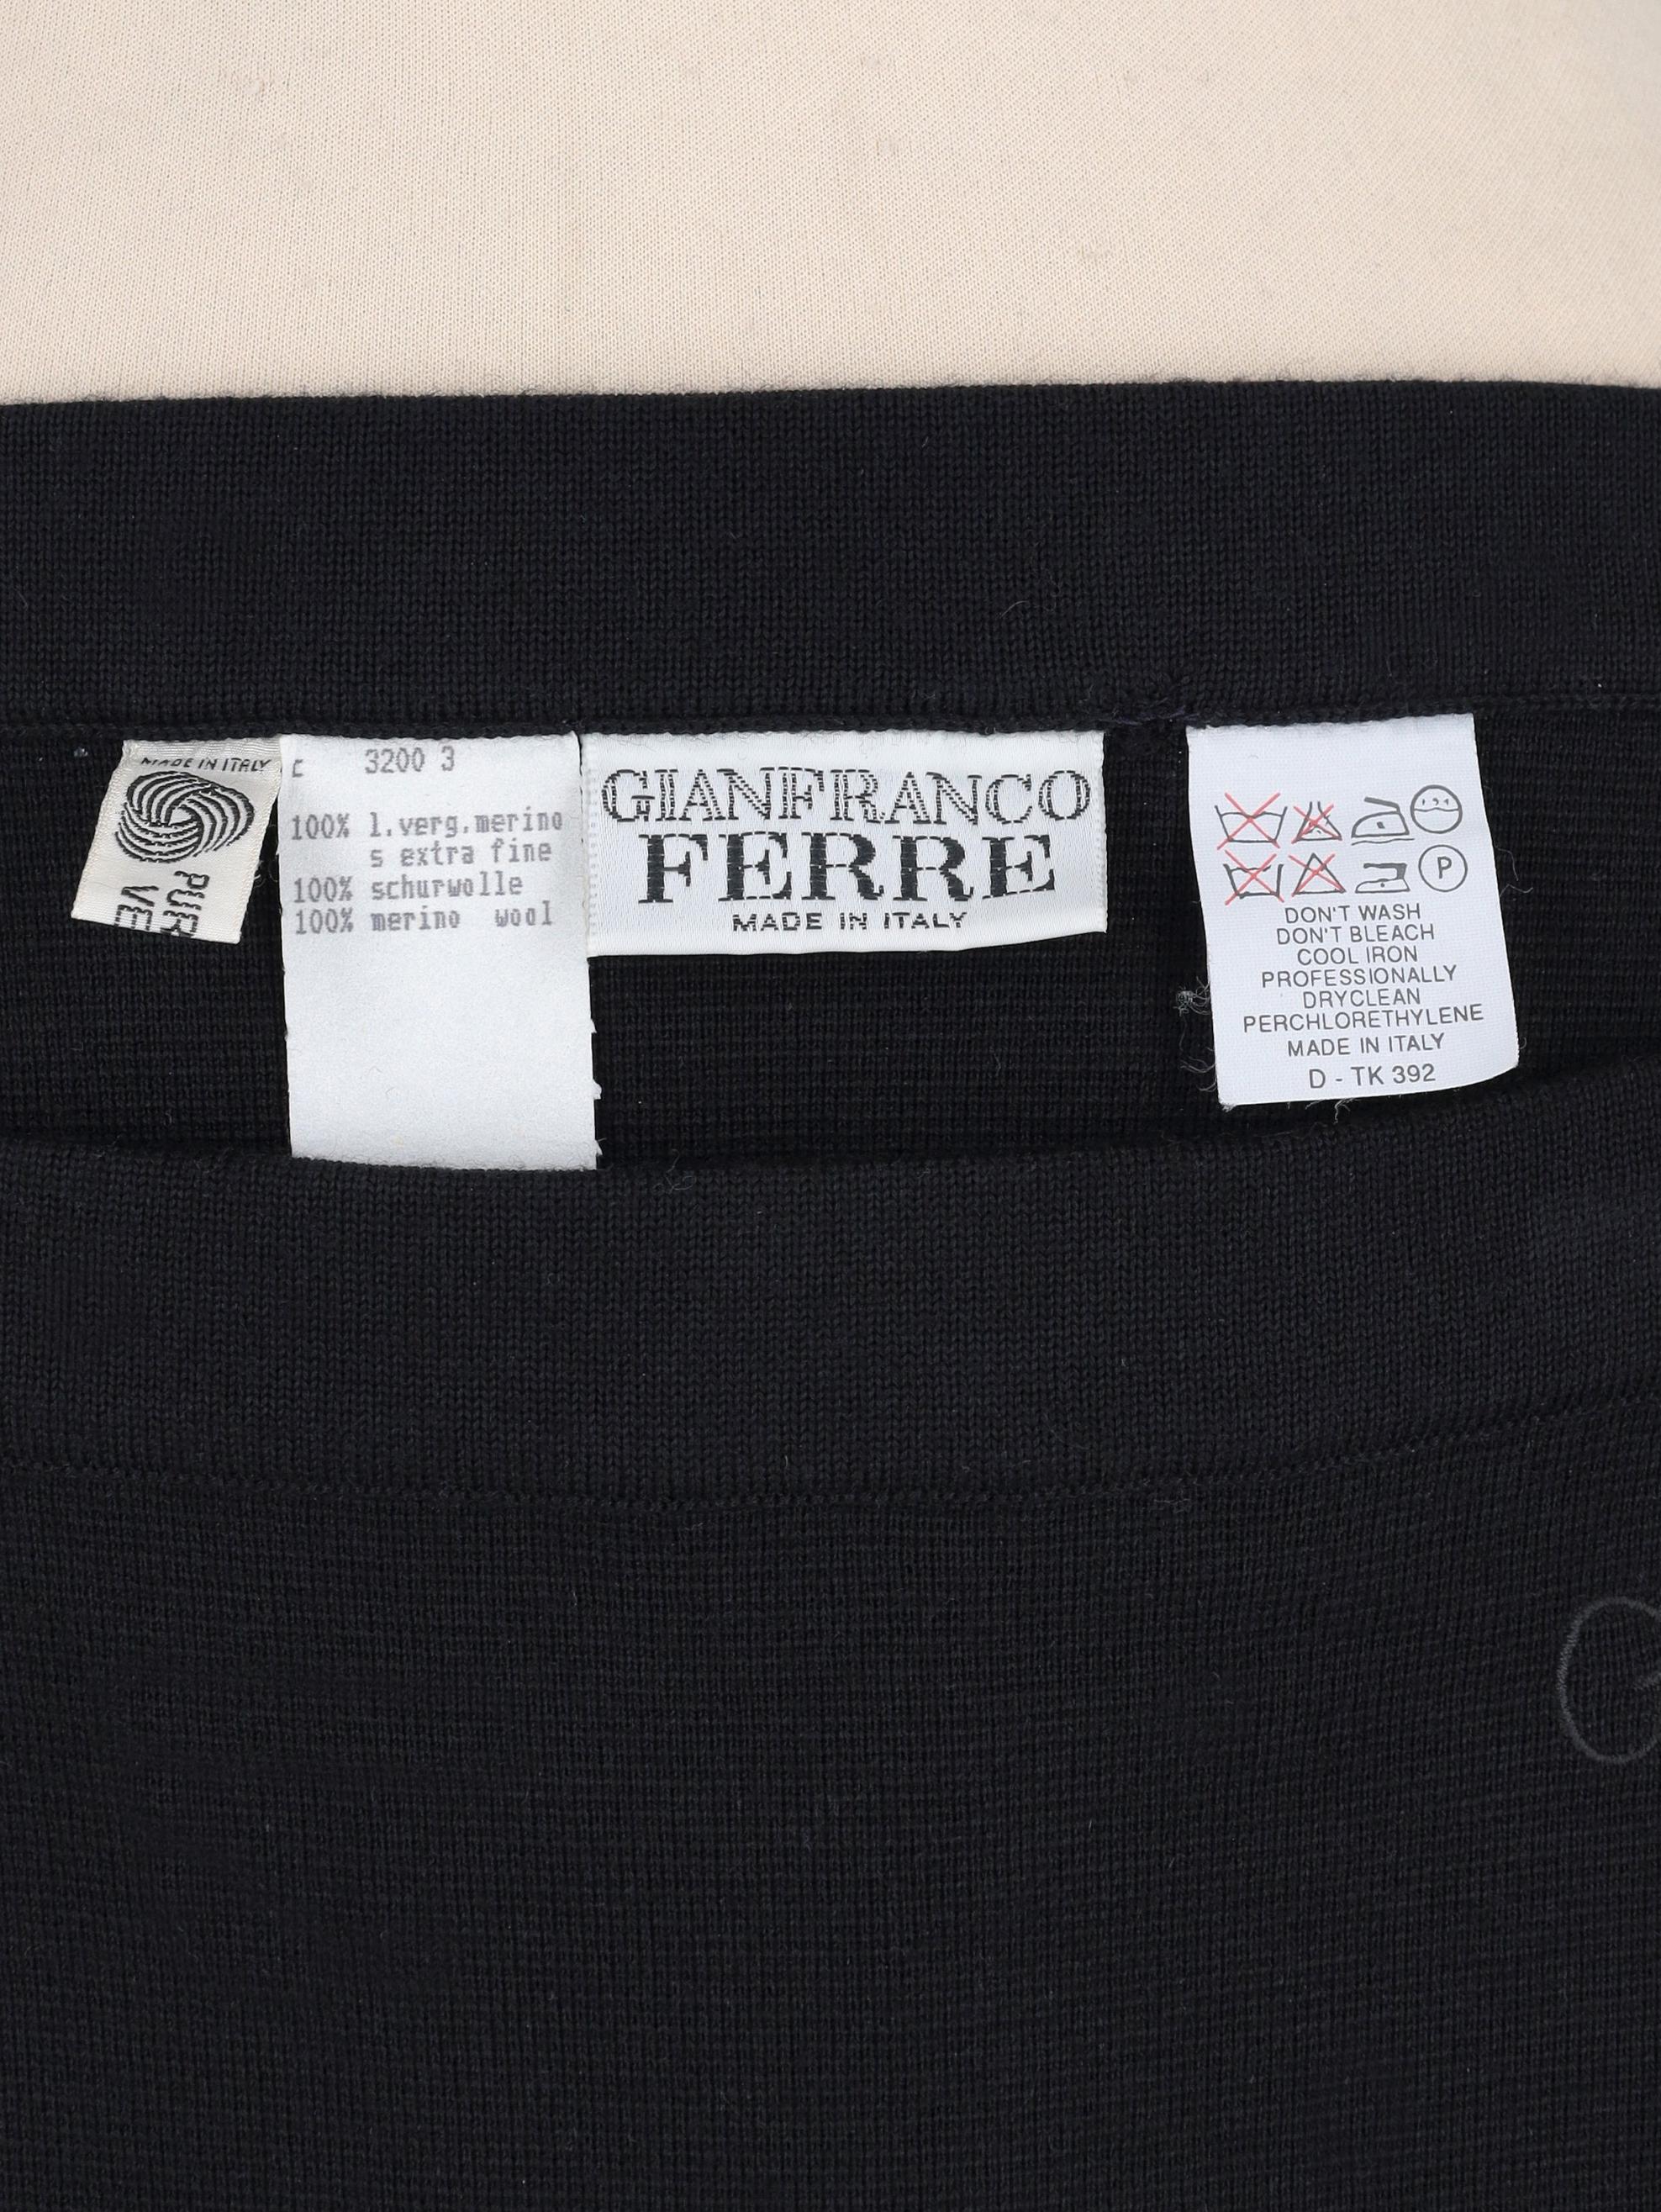 MADE IN ITALY
PUR
VE
3200 3
100% l.verg.merino
s extra fine
100% schurwolle
100% merino wool
GIANFRANCO
FERRE
MADE IN ITALY
P
DON'T WASH
DON'T BLEACH
COOL IRON
PROFESSIONALLY
DRYCLEAN
PERCHLORETHYLENE
MADE IN ITALY
D - TK 392
G